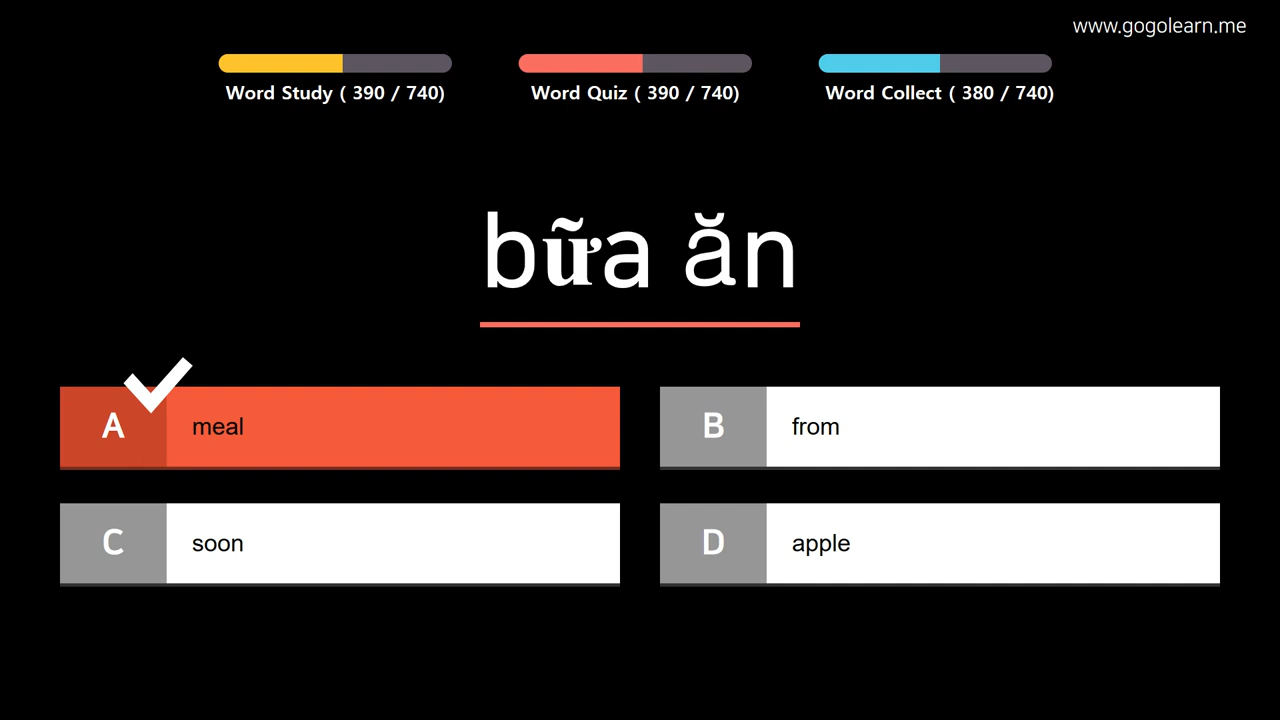 www.gogolearn.me
Word Study ( 390 / 740)
Word Quiz ( 390 / 740)
Word Collect ( 380 / 740)
bữa ăn
A meal
B from
C soon
D apple